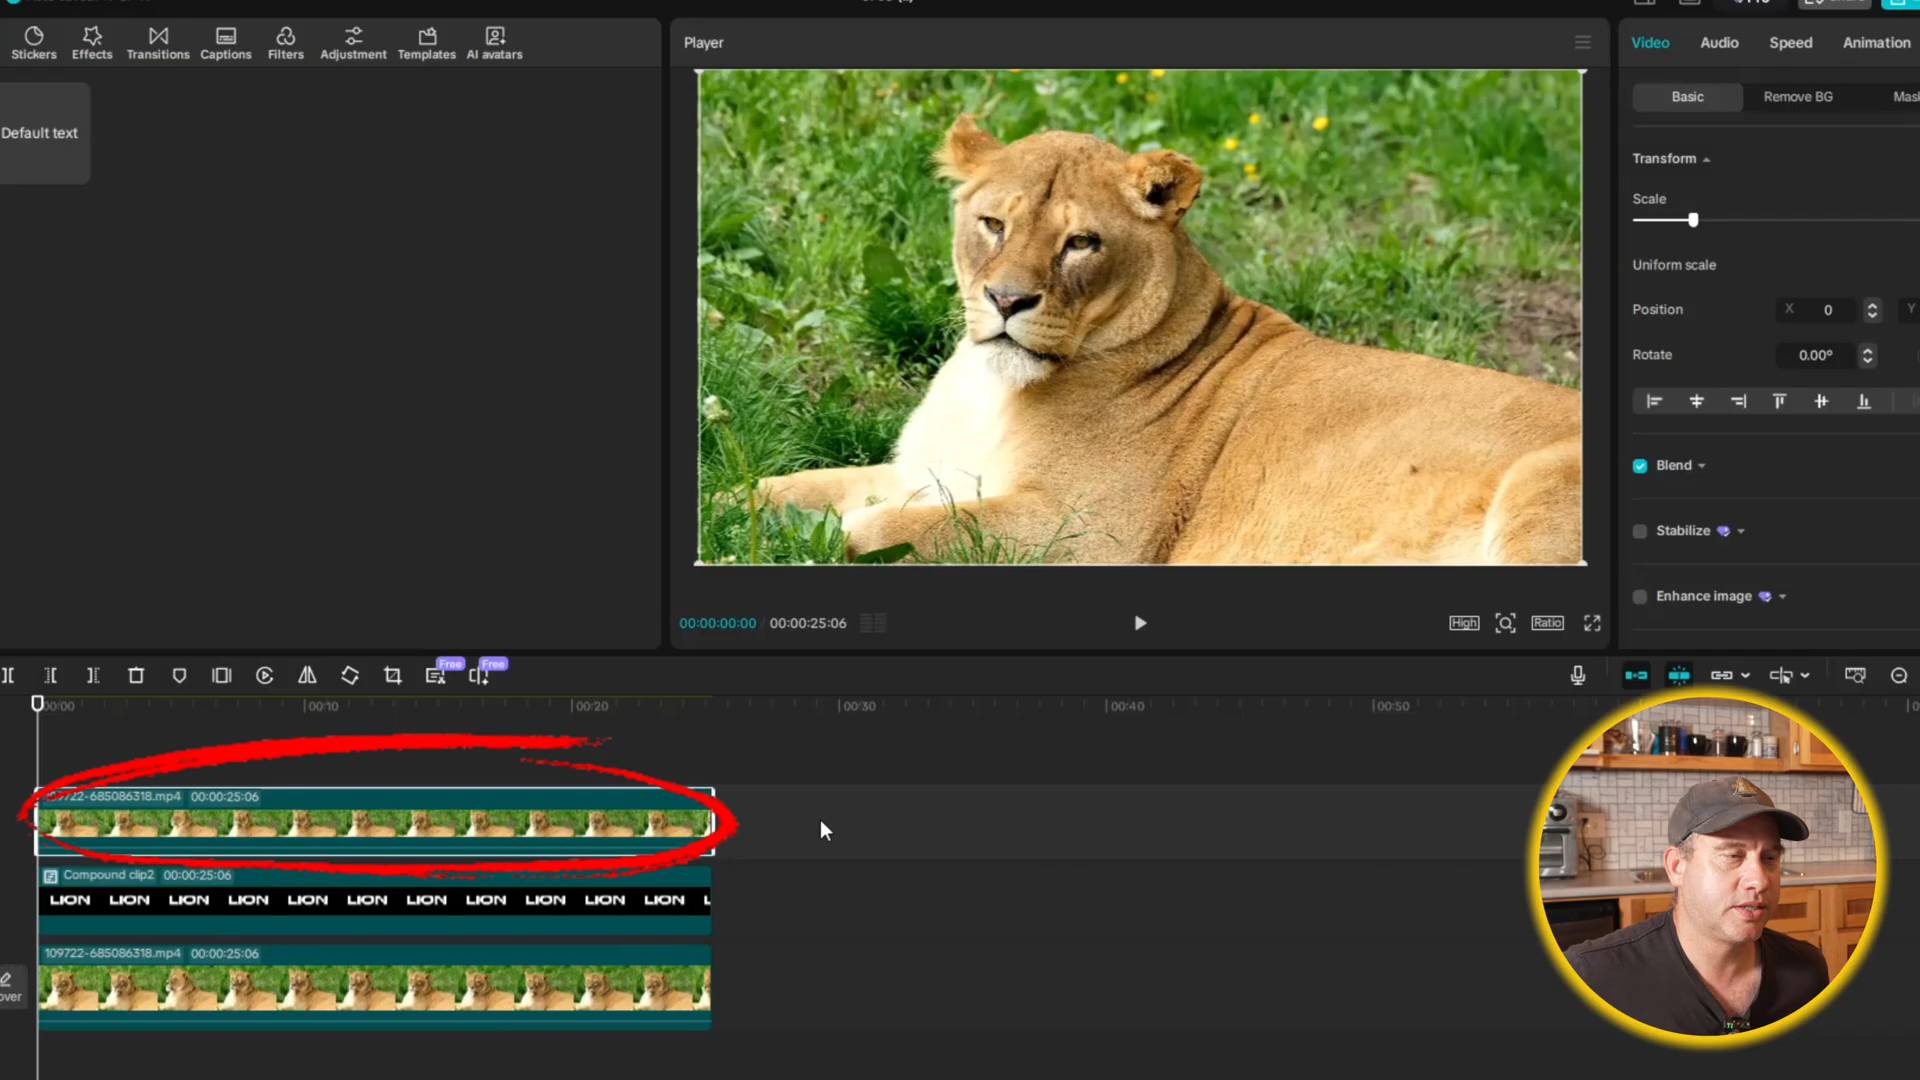 Stickers Effects Transitions Captions Filters Adjustment Templates AI avatars
Default text
Player
Video Audio Speed Animation
Basic Remove BG
Transform
Scale
Uniform scale
Position X 0 Y
Rotate 0.00°
Blend
Stabilize
Enhance image
00:00:00:00 / 00:00:25:06
High Ratio
Free Free
00:00 00:10 00:20 00:30 00:40 00:50
109722-685086318.mp4 00:00:25:06
Compound clip2 00:00:25:06
LION LION LION LION LION LION LION LION LION LION LION
109722-685086318.mp4 00:00:25:06